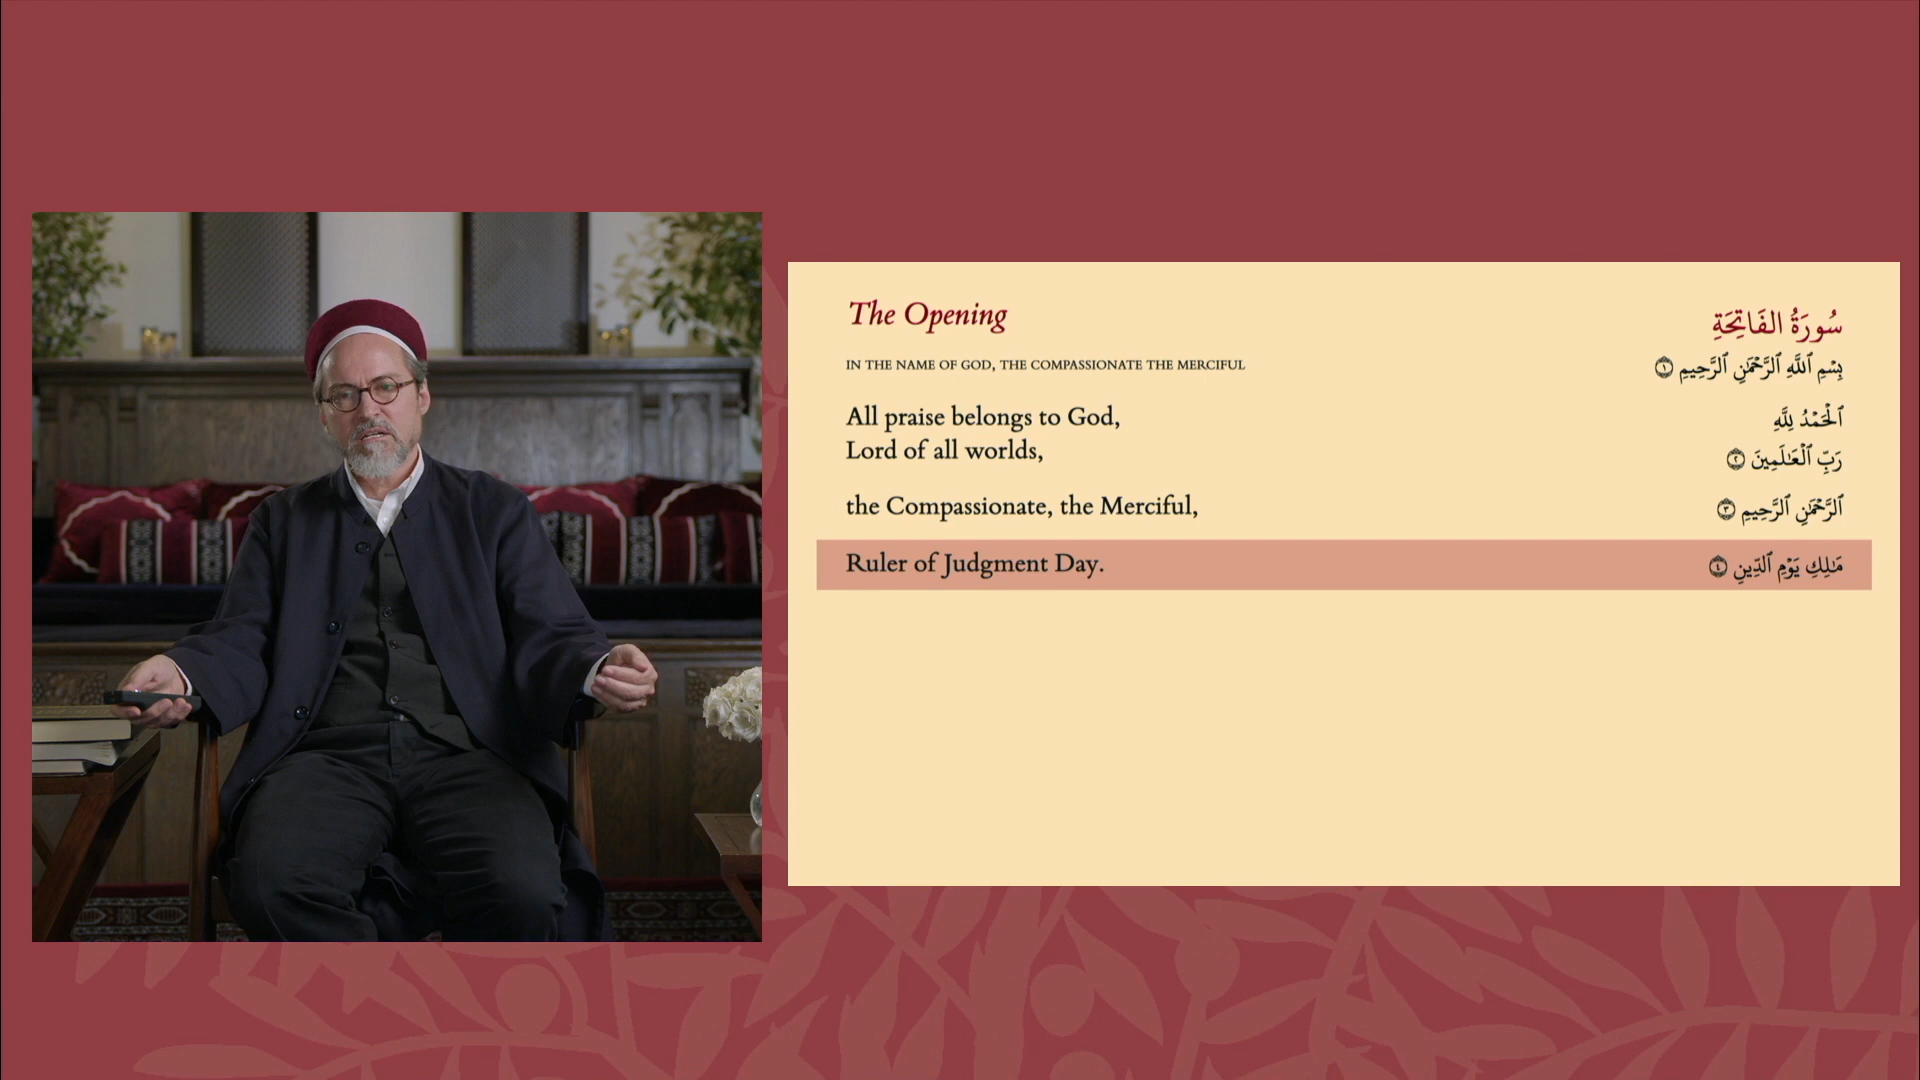 The Opening
سُورَةُ الفَاتِحَةِ
IN THE NAME OF GOD, THE COMPASSIONATE THE MERCIFUL
بِسْمِ ٱللَّهِ ٱلرَّحْمَٰنِ ٱلرَّحِيمِ ۝١
All praise belongs to God,
ٱلْحَمْدُ لِلَّهِ
Lord of all worlds,
رَبِّ ٱلْعَٰلَمِينَ ۝٢
the Compassionate, the Merciful,
ٱلرَّحْمَٰنِ ٱلرَّحِيمِ ۝٣
Ruler of Judgment Day.
مَٰلِكِ يَوْمِ ٱلدِّينِ ۝٤